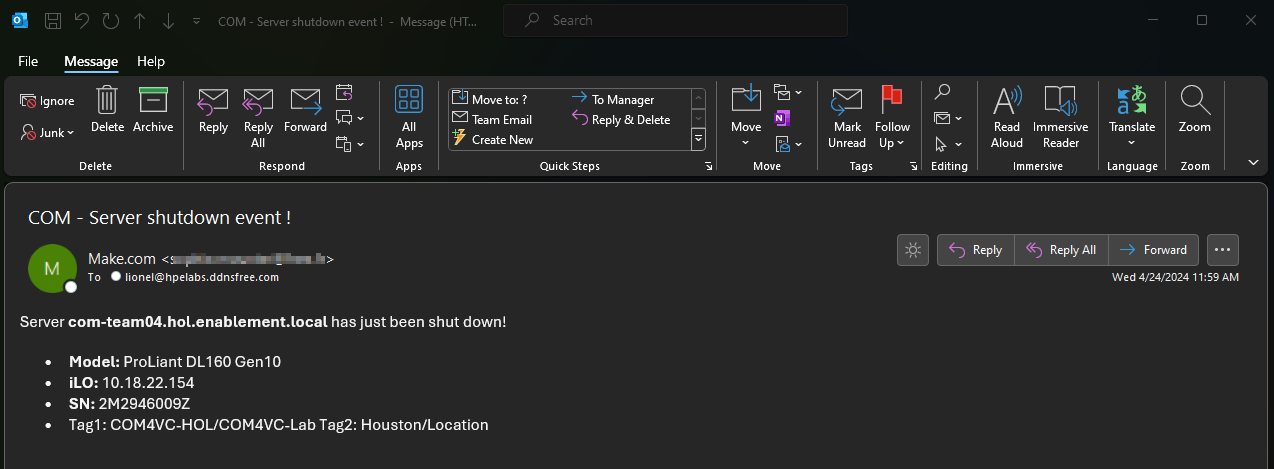 COM - Server shutdown event ! - Message (HT...
Search
File Message Help
Ignore
Junk
Delete
Archive
Delete
Reply
Reply All
Forward
Respond
All Apps
Apps
Move to: ?
To Manager
Team Email
Reply & Delete
Create New
Quick Steps
Move
Move
Mark Unread
Follow Up
Tags
Editing
Read Aloud
Immersive Reader
Immersive
Translate
Language
Zoom
Zoom
COM - Server shutdown event !
M
Make.com <
>
To lionel@hpelabs.ddnsfree.com
Reply
Reply All
Forward
Wed 4/24/2024 11:59 AM
Server com-team04.hol.enablement.local has just been shut down!
• Model: ProLiant DL160 Gen10
• iLO: 10.18.22.154
• SN: 2M2946009Z
• Tag1: COM4VC-HOL/COM4VC-Lab Tag2: Houston/Location